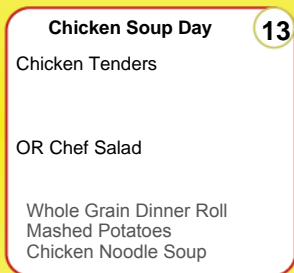 Chicken Soup Day
13
Chicken Tenders
OR Chef Salad
Whole Grain Dinner Roll
Mashed Potatoes
Chicken Noodle Soup